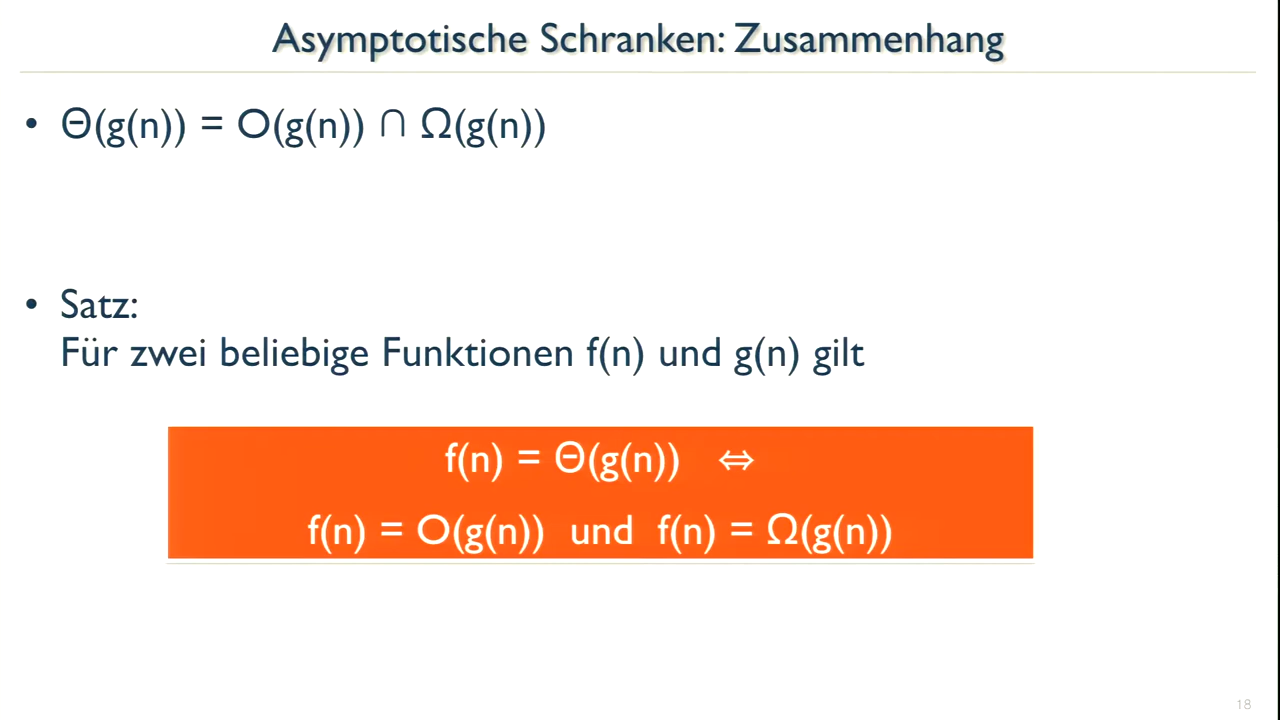 Asymptotische Schranken: Zusammenhang
• Θ(g(n)) = O(g(n)) ∩ Ω(g(n))
• Satz:
Für zwei beliebige Funktionen f(n) und g(n) gilt
f(n) = Θ(g(n)) ⇔
f(n) = O(g(n)) und f(n) = Ω(g(n))
18